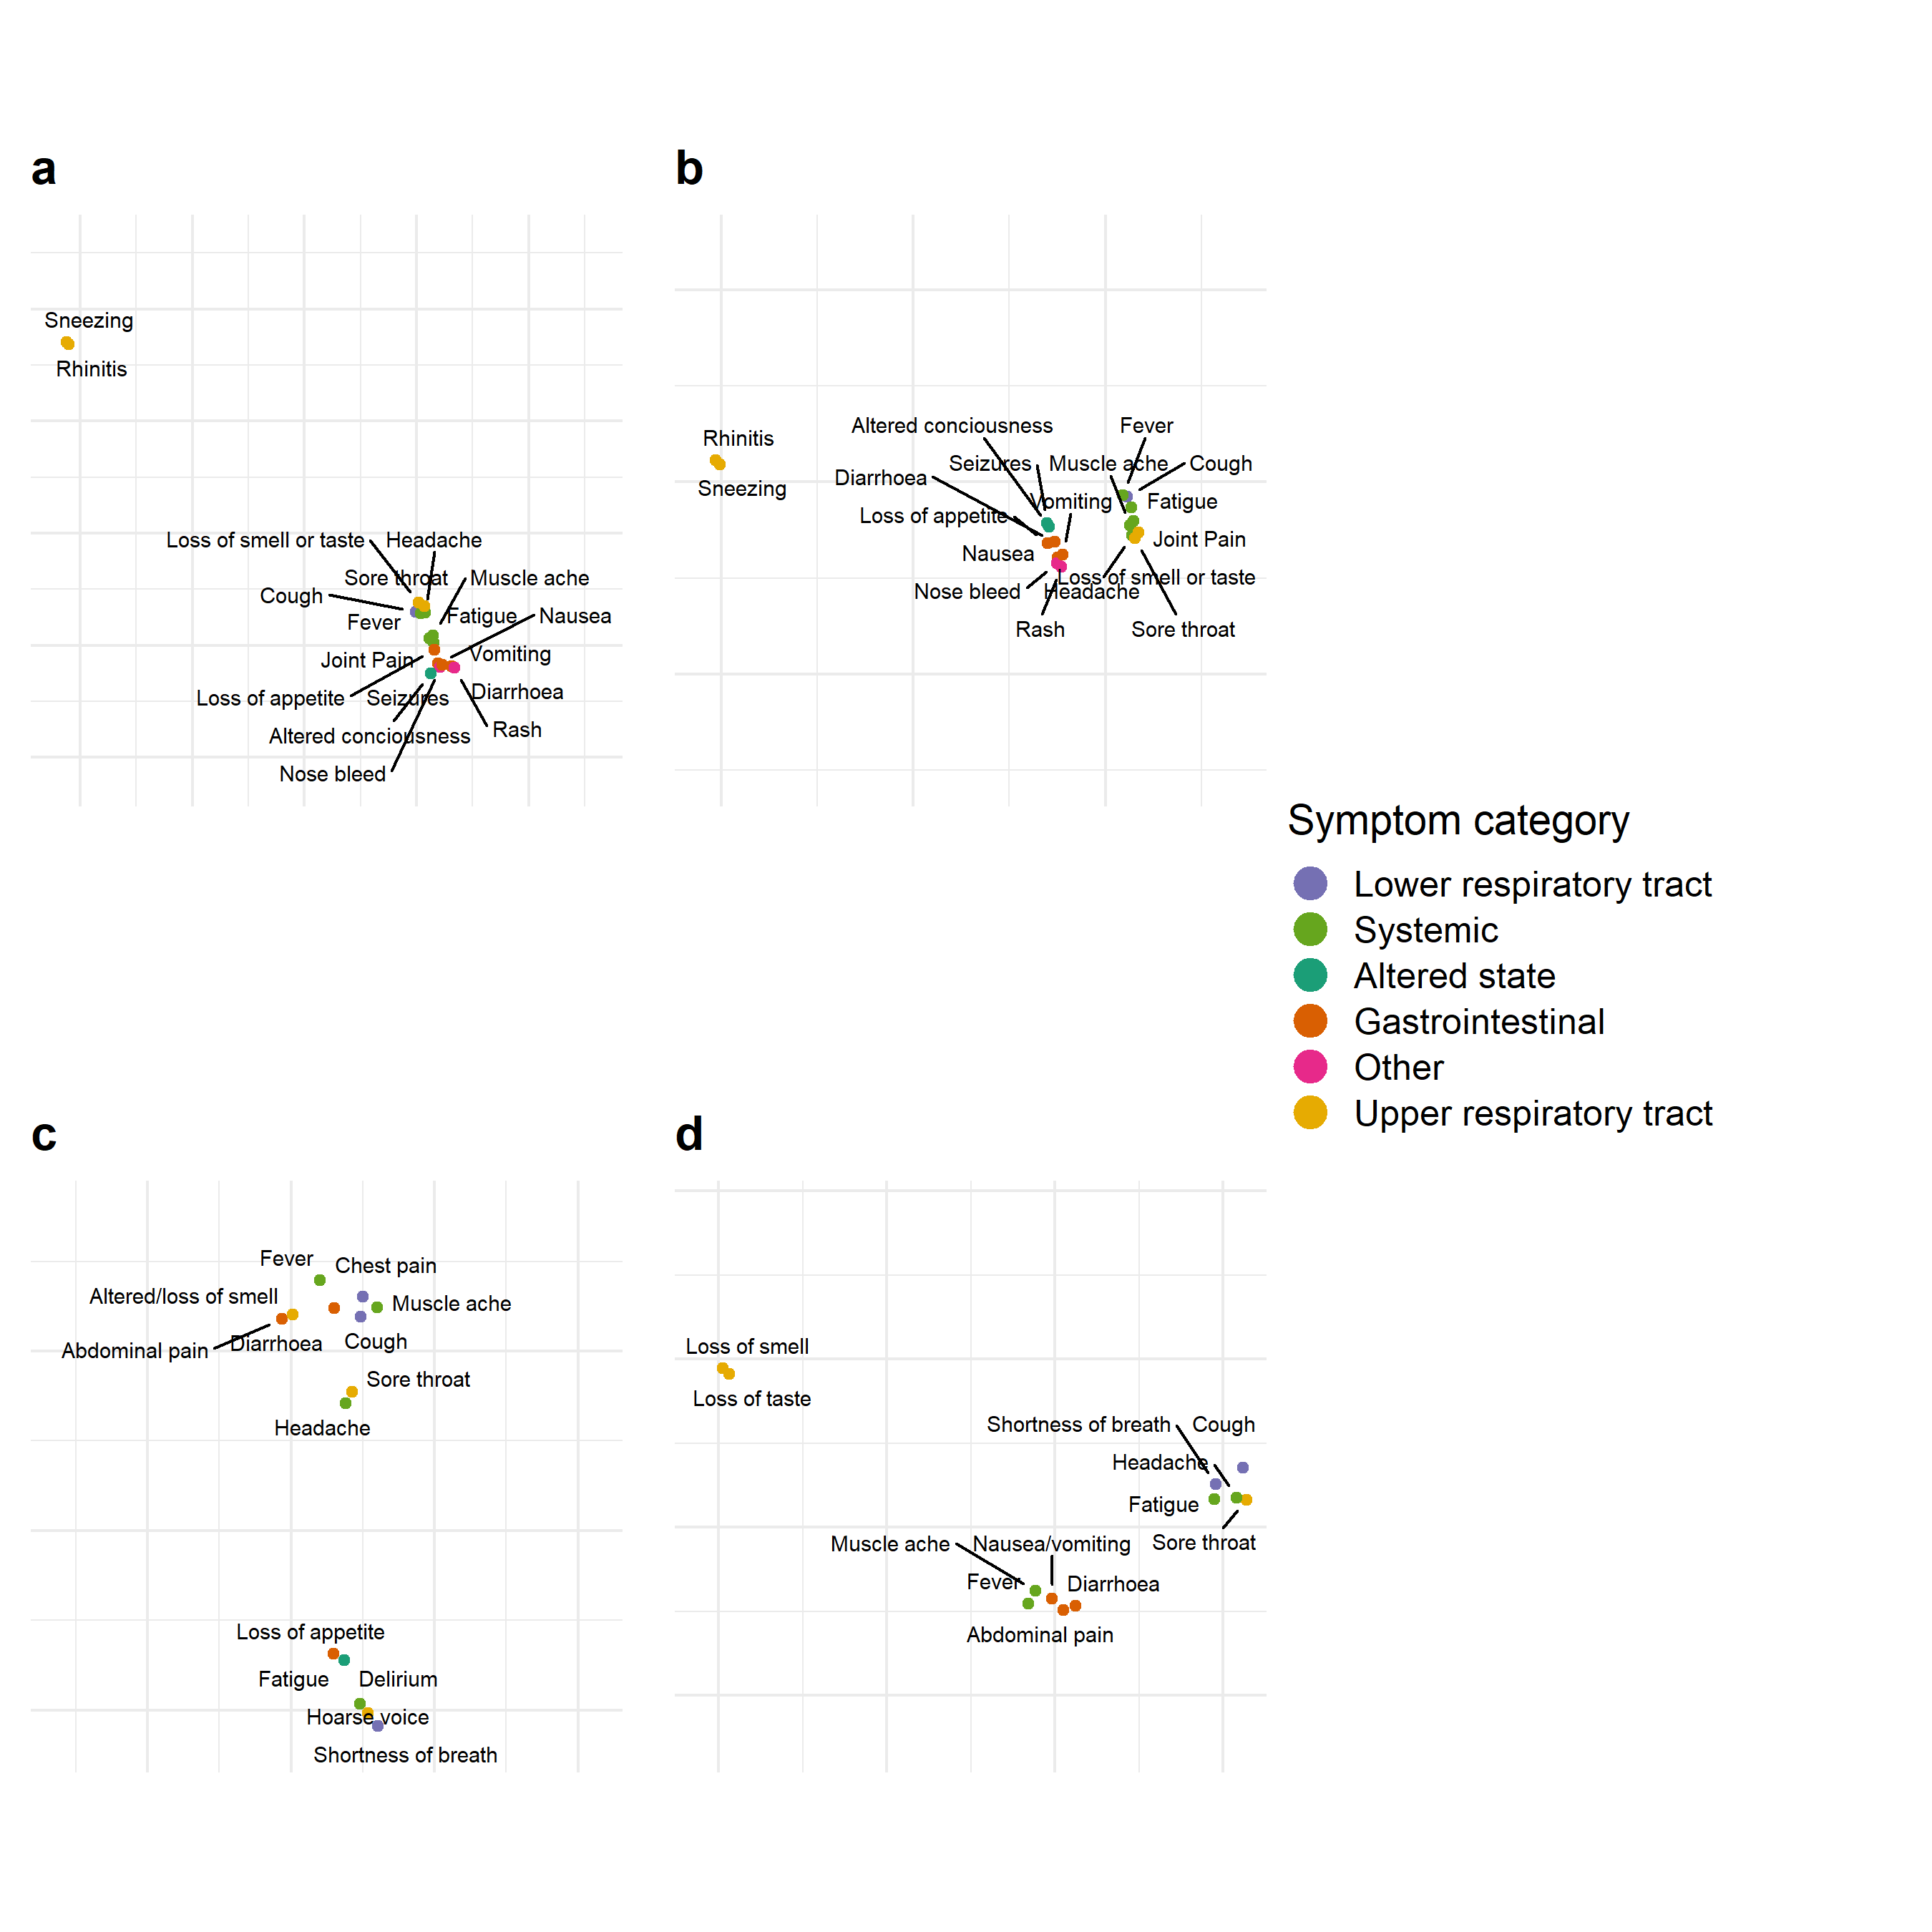 a
Sneezing
Rhinitis
Loss of smell or taste
Headache
Sore throat
Muscle ache
Cough
Fever
Fatigue
Nausea
Joint Pain
Vomiting
Loss of appetite
Seizures
Diarrhoea
Altered conciousness
Rash
Nose bleed
b
Rhinitis
Sneezing
Altered conciousness
Fever
Seizures
Muscle ache
Cough
Diarrhoea
Vomiting
Fatigue
Loss of appetite
Nausea
Joint Pain
Loss of smell or taste
Nose bleed
Headache
Rash
Sore throat
Symptom category
Lower respiratory tract
Systemic
Altered state
Gastrointestinal
Other
Upper respiratory tract
c
Fever
Chest pain
Altered/loss of smell
Muscle ache
Abdominal pain
Diarrhoea
Cough
Sore throat
Headache
Loss of appetite
Fatigue
Delirium
Hoarse voice
Shortness of breath
d
Loss of smell
Loss of taste
Shortness of breath
Cough
Headache
Fatigue
Sore throat
Muscle ache
Nausea/vomiting
Fever
Diarrhoea
Abdominal pain